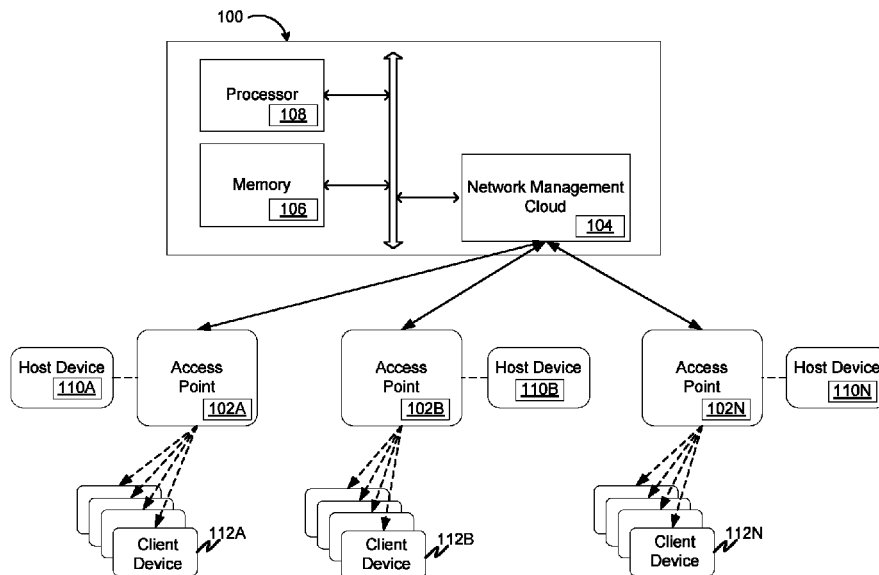 100
Processor
108
Memory
106
Network Management
Cloud
104
Host Device
110A
Access
Point
102A
Access
Point
102B
Host Device
110B
Access
Point
102N
Host Device
110N
Client
Device
112A
Client
Device
112B
Client
Device
112N